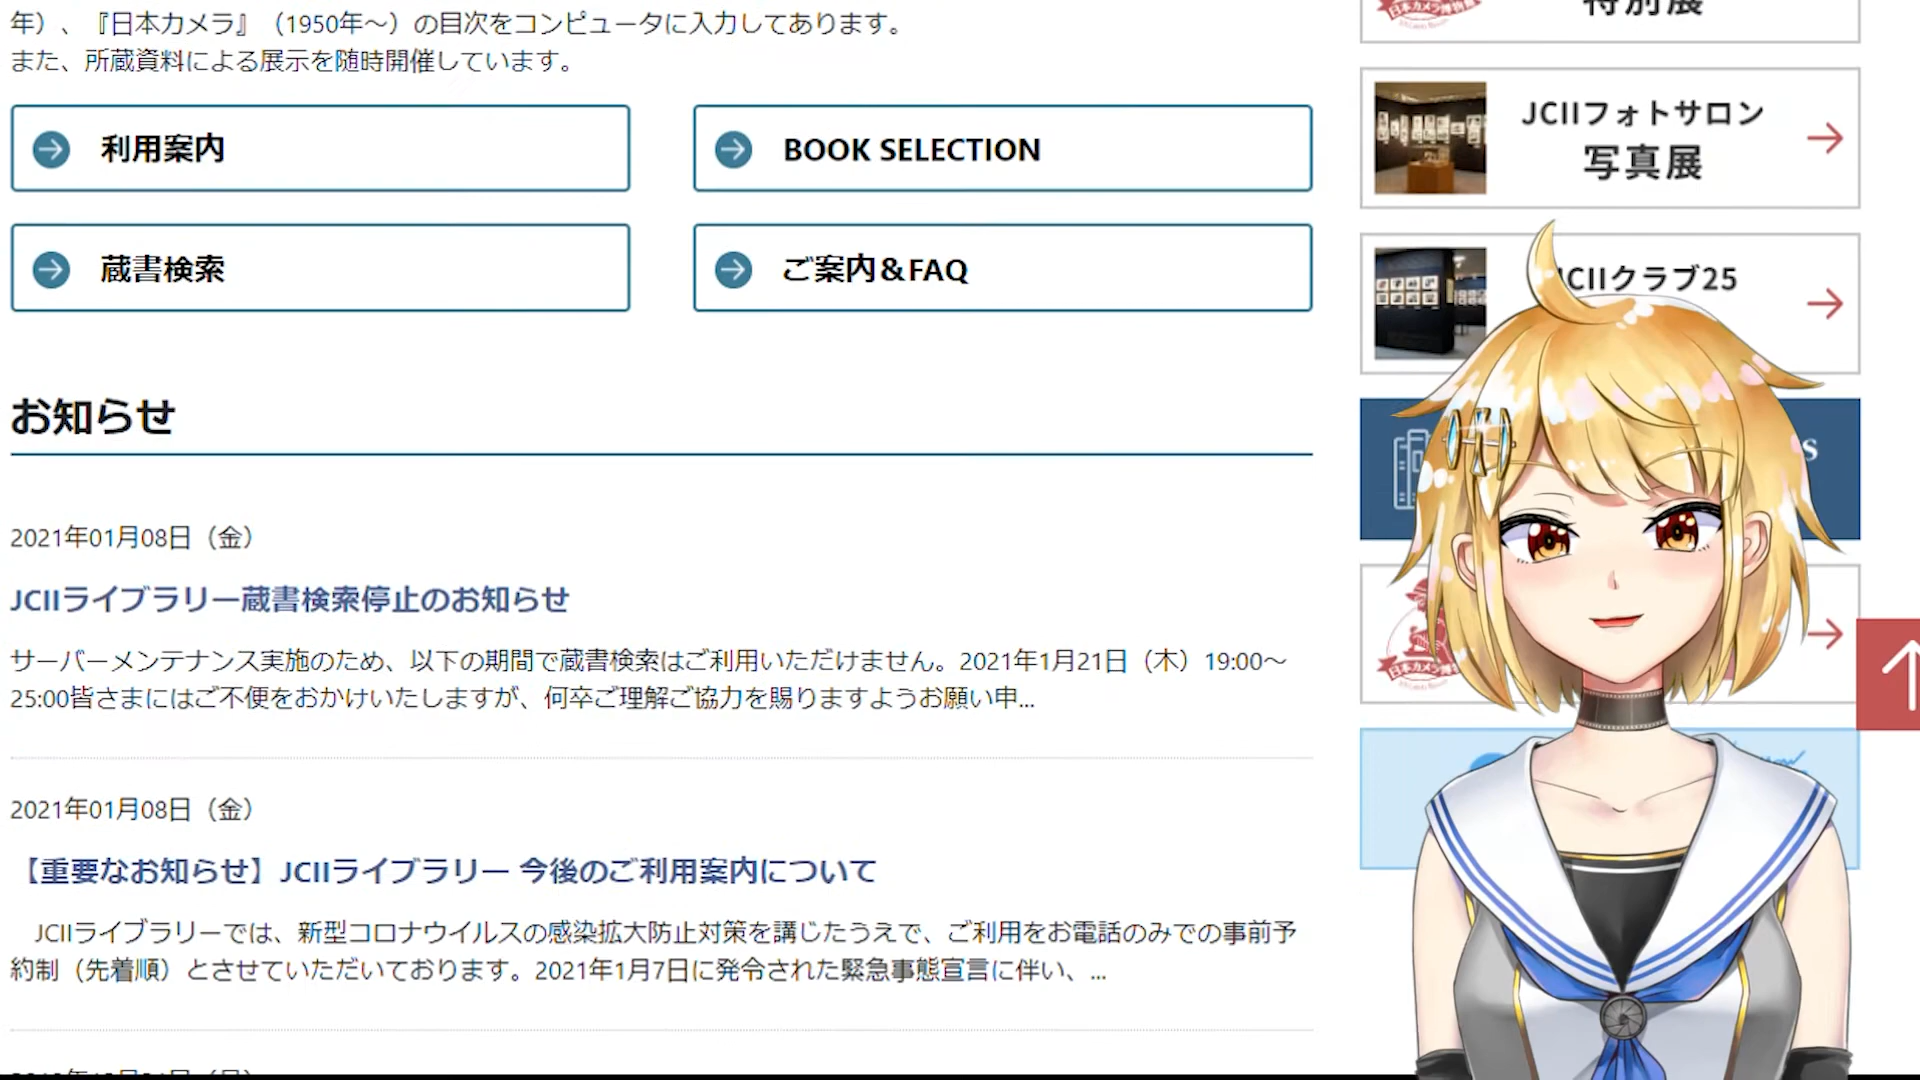 年）、『日本カメラ』（1950年～）の目次をコンピュータに入力してあります。
また、所蔵資料による展示を随時開催しています。
利用案内
BOOK SELECTION
蔵書検索
ご案内＆FAQ
お知らせ
2021年01月08日（金）
JCIIライブラリー蔵書検索停止のお知らせ
サーバーメンテナンス実施のため、以下の期間で蔵書検索はご利用いただけません。2021年1月21日（木）19:00～
25:00皆さまにはご不便をおかけいたしますが、何卒ご理解ご協力を賜りますようお願い申...
2021年01月08日（金）
【重要なお知らせ】JCIIライブラリー 今後のご利用案内について
JCIIライブラリーでは、新型コロナウイルスの感染拡大防止対策を講じたうえで、ご利用をお電話のみでの事前予
約制（先着順）とさせていただいております。2021年1月7日に発令された緊急事態宣言に伴い、...
特別展
JCIIフォトサロン
写真展
CIIクラブ25
S
日本カメラ博